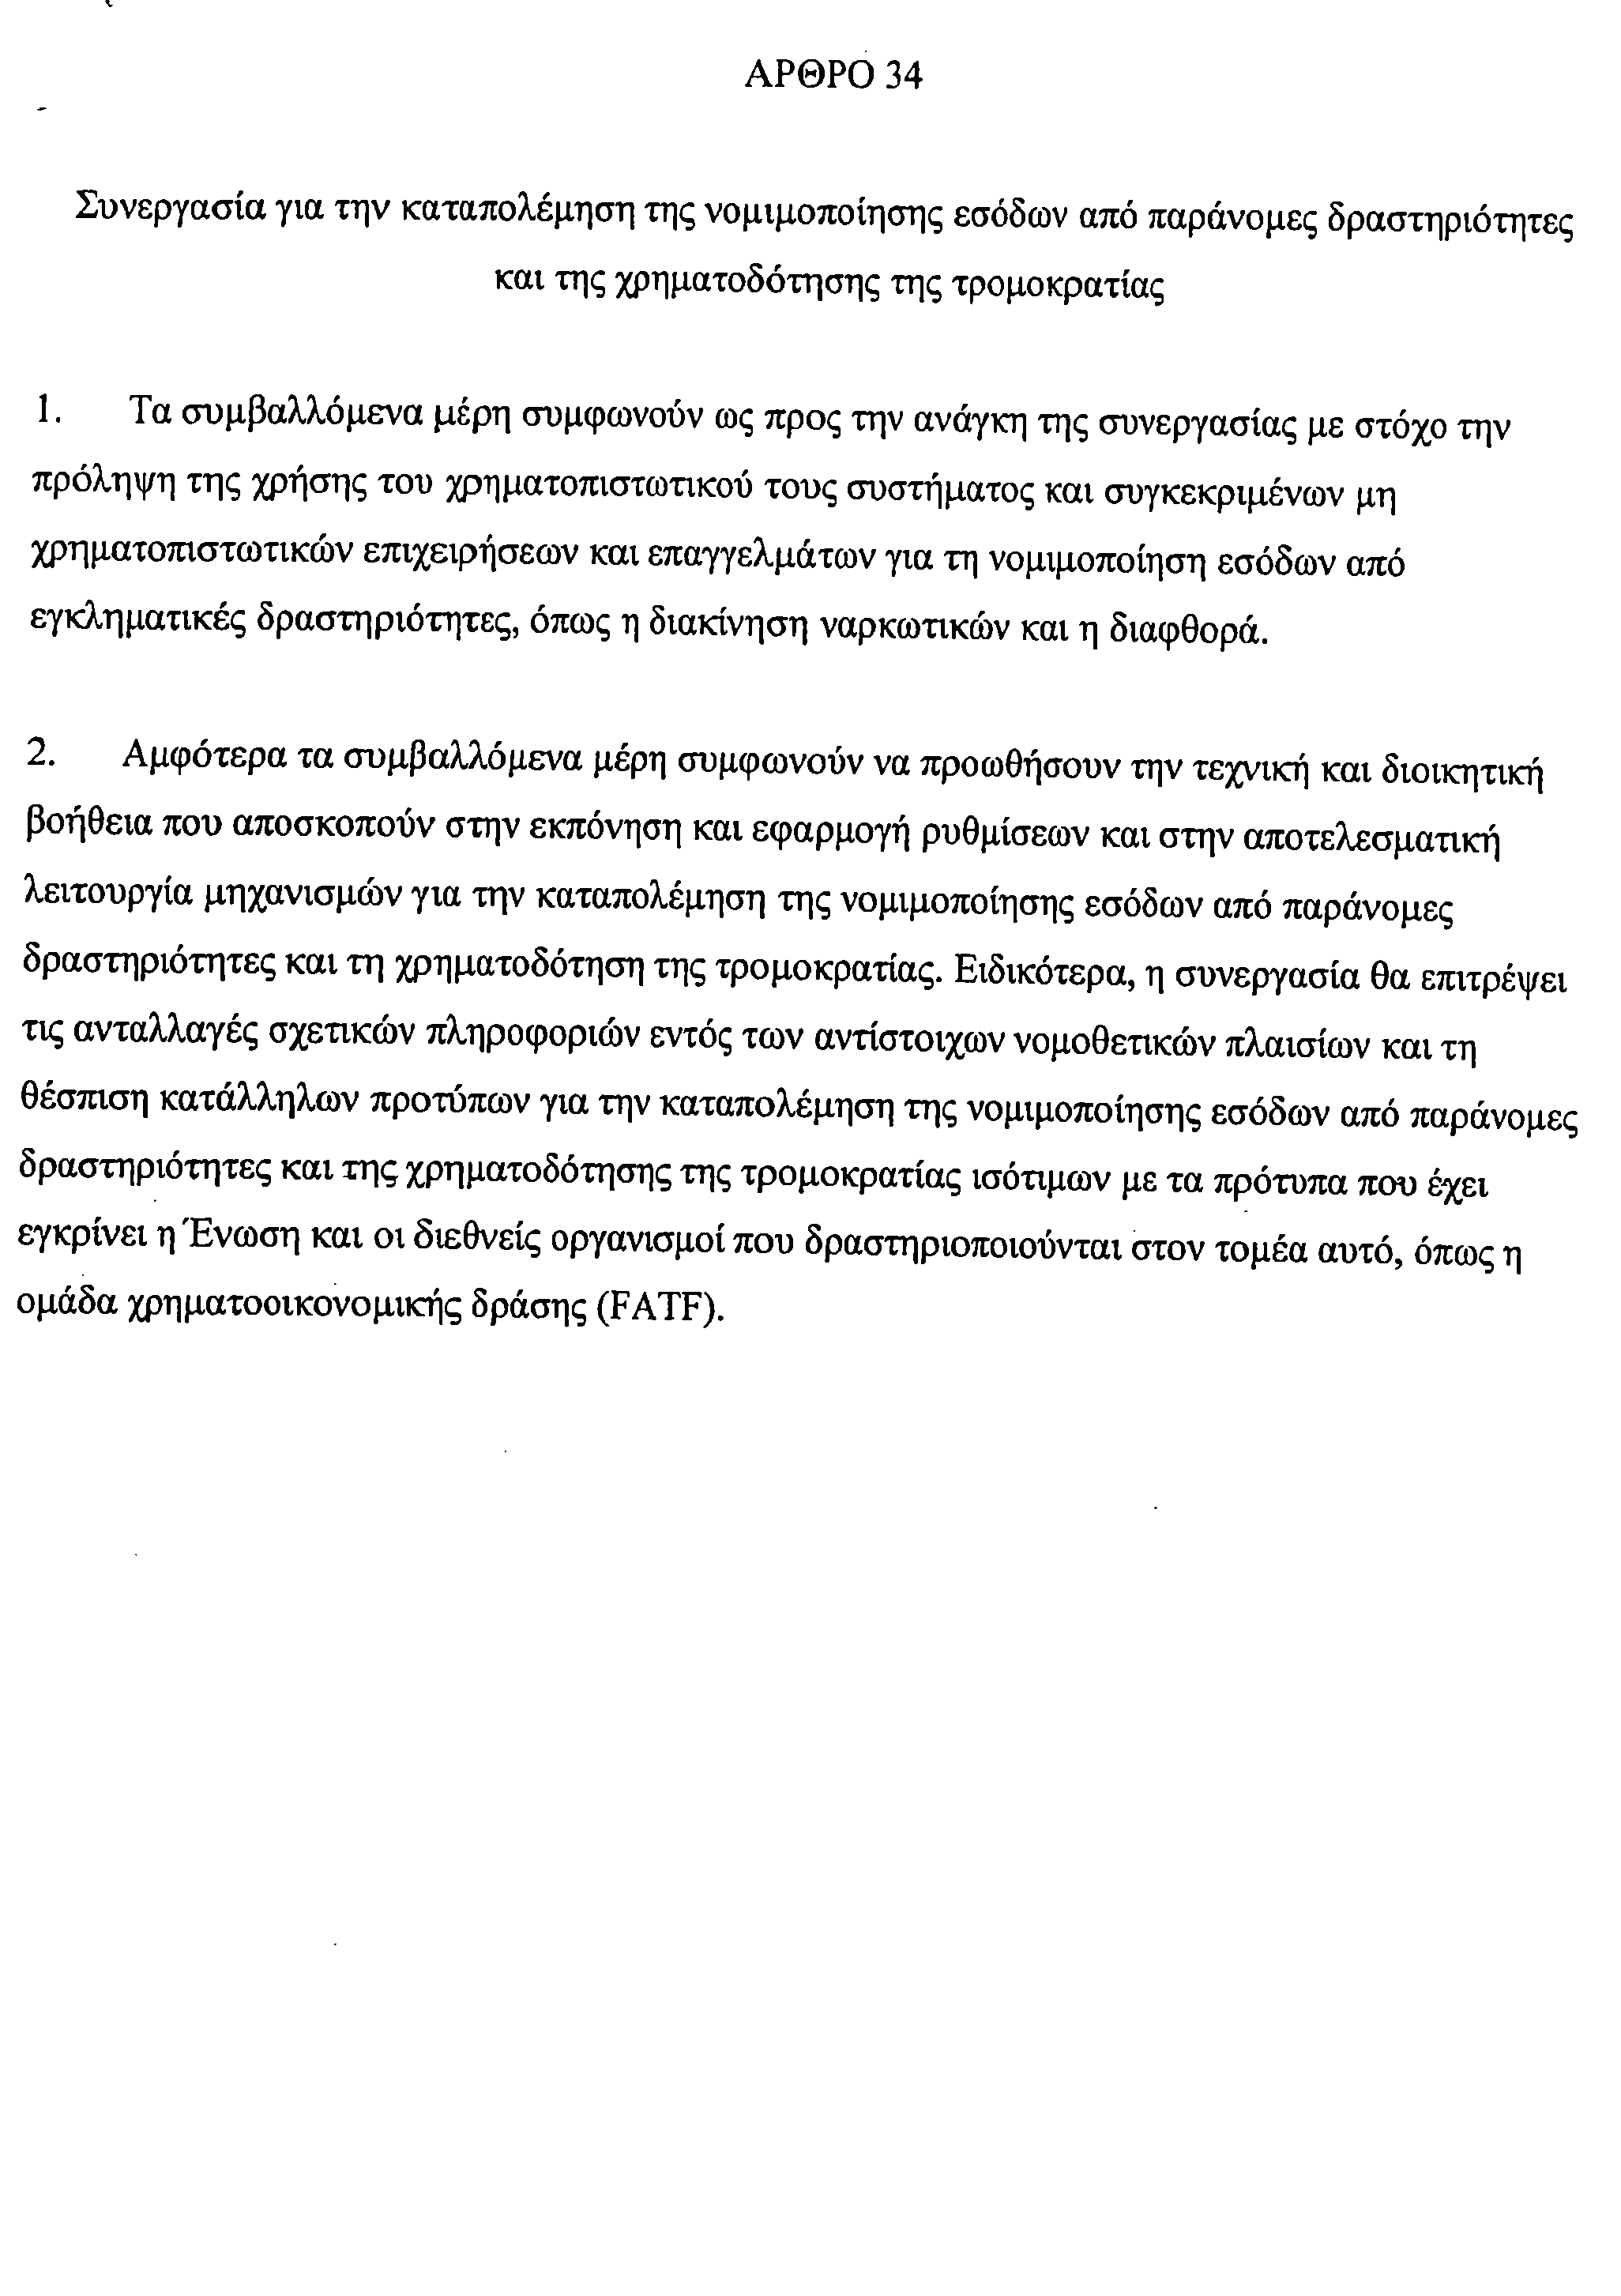 ΑΡΘΡΟ 34
Συνεργασία για την καταπολέμηση της νομιμοποίησης εσόδων από παράνομες δραστηριότητες
και της χρηματοδότησης της τρομοκρατίας
1. Τα συμβαλλόμενα μέρη συμφωνούν ως προς την ανάγκη της συνεργασίας με στόχο την
πρόληψη της χρήσης του χρηματοπιστωτικού τους συστήματος και συγκεκριμένων μη
χρηματοπιστωτικών επιχειρήσεων και επαγγελμάτων για τη νομιμοποίηση εσόδων από
εγκληματικές δραστηριότητες, όπως η διακίνηση ναρκωτικών και η διαφθορά.
2. Αμφότερα τα συμβαλλόμενα μέρη συμφωνούν να προωθήσουν την τεχνική και διοικητική
βοήθεια που αποσκοπούν στην εκπόνηση και εφαρμογή ρυθμίσεων και στην αποτελεσματική
λειτουργία μηχανισμών για την καταπολέμηση της νομιμοποίησης εσόδων από παράνομες
δραστηριότητες και τη χρηματοδότηση της τρομοκρατίας. Ειδικότερα, η συνεργασία θα επιτρέψει
τις ανταλλαγές σχετικών πληροφοριών εντός των αντίστοιχων νομοθετικών πλαισίων και τη
θέσπιση κατάλληλων προτύπων για την καταπολέμηση της νομιμοποίησης εσόδων από παράνομες
δραστηριότητες και της χρηματοδότησης της τρομοκρατίας ισότιμων με τα πρότυπα που έχει
εγκρίνει η Ένωση και οι διεθνείς οργανισμοί που δραστηριοποιούνται στον τομέα αυτό, όπως η
ομάδα χρηματοοικονομικής δράσης (FATF).